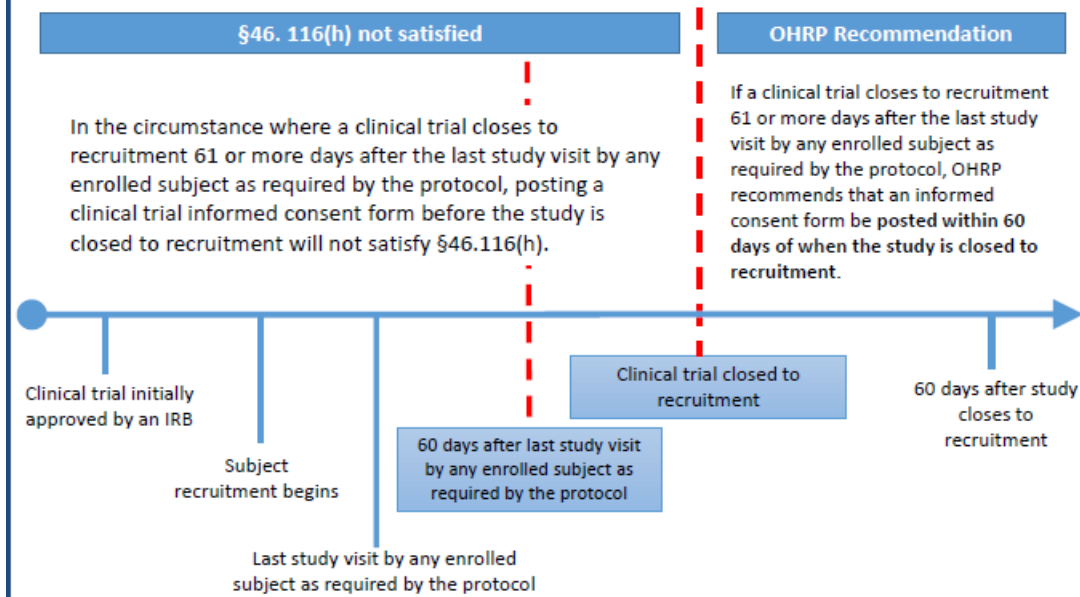 §46. 116(h) not satisfied
OHRP Recommendation
In the circumstance where a clinical trial closes to
recruitment 61 or more days after the last study visit by any
enrolled subject as required by the protocol, posting a
clinical trial informed consent form before the study is
closed to recruitment will not satisfy §46.116(h).
If a clinical trial closes to recruitment
61 or more days after the last study
visit by any enrolled subject as
required by the protocol, OHRP
recommends that an informed
consent form be posted within 60
days of when the study is closed to
recruitment.
Clinical trial initially
approved by an IRB
Subject
recruitment begins
Last study visit by any enrolled
subject as required by the protocol
60 days after last study visit
by any enrolled subject as
required by the protocol
Clinical trial closed to
recruitment
60 days after study
closes to
recruitment